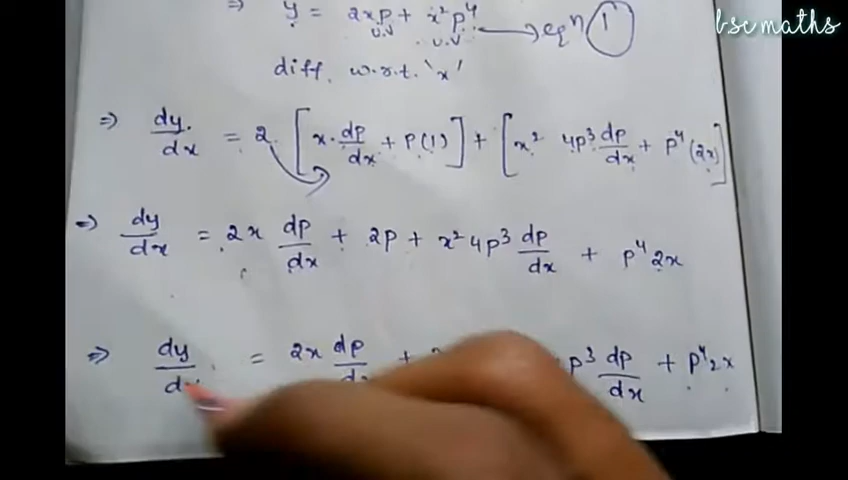 bsc maths
⇒ y = 2xp + x²p⁴ → eqⁿ 1
u.v u.v
diff. w.r.t. 'x'
⇒ dy/dx = 2 [x · dp/dx + p(1)] + [x² 4p³ dp/dx + p⁴(2x)]
⇒ dy/dx = 2x dp/dx + 2p + x² 4p³ dp/dx + p⁴ 2x
⇒ dy/dx = 2x dp/dx + p³ dp/dx + p⁴ 2x